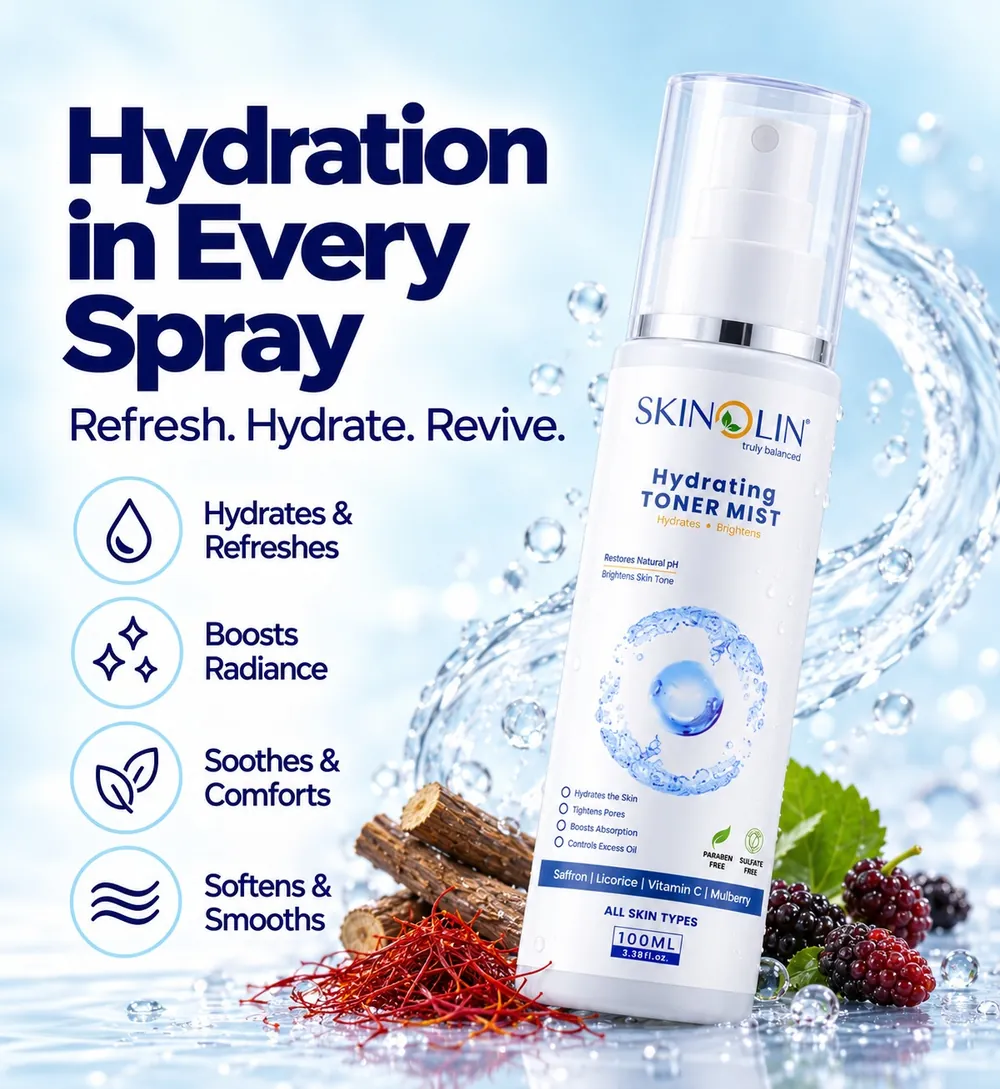 Hydration
in Every
Spray
Refresh. Hydrate. Revive.
Hydrates &
Refreshes
Boosts
Radiance
Soothes &
Comforts
Softens &
Smooths
SKINOLIN®
truly balanced
Hydrating
TONER MIST
Hydrates • Brightens
Restores Natural pH
Brightens Skin Tone
Hydrates the Skin
Tightens Pores
Boosts Absorption
Controls Excess Oil
PARABEN
FREE
SULFATE
FREE
Saffron | Licorice | Vitamin C | Mulberry
ALL SKIN TYPES
100ML
3.38fl.oz.